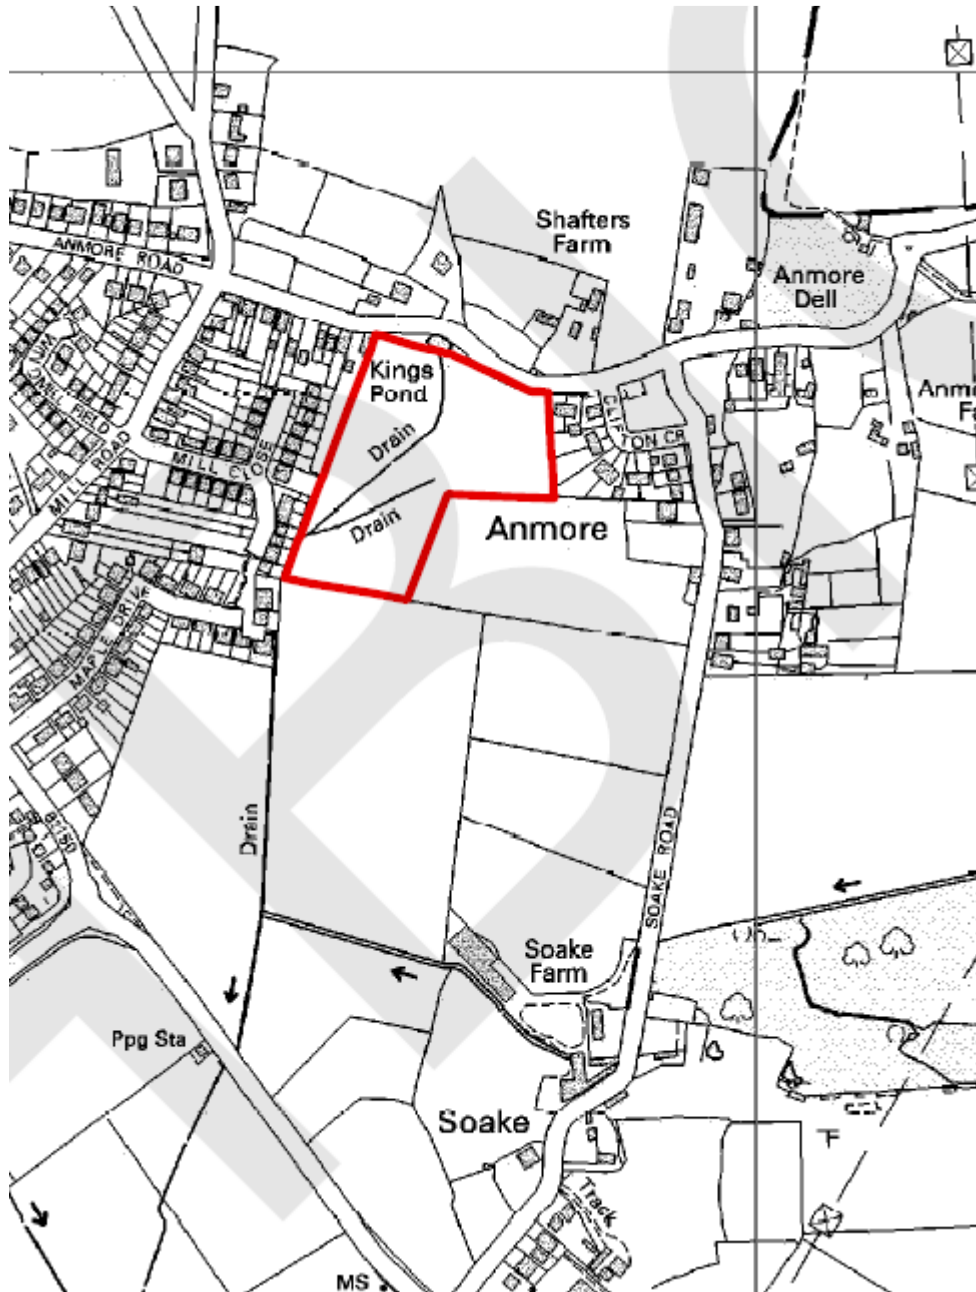 Shafters
Farm
ANMORE ROAD
Anmore
Dell
Kings
Pond
Drain
CLIFTON CR
MILL ROAD
MILL CLOSE
Drain
Anmore
MAPLE DRIVE
Drain
B2150
SOAKE ROAD
Soake
Farm
Ppg Sta
Soake
Track
MS